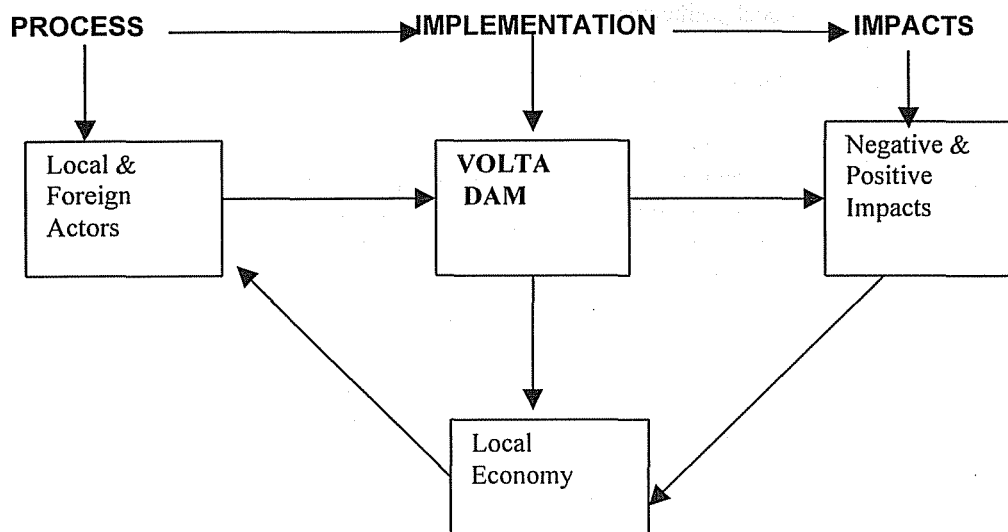 PROCESS IMPLEMENTATION IMPACTS
Local &
Foreign
Actors
VOLTA
DAM
Negative &
Positive
Impacts
Local
Economy